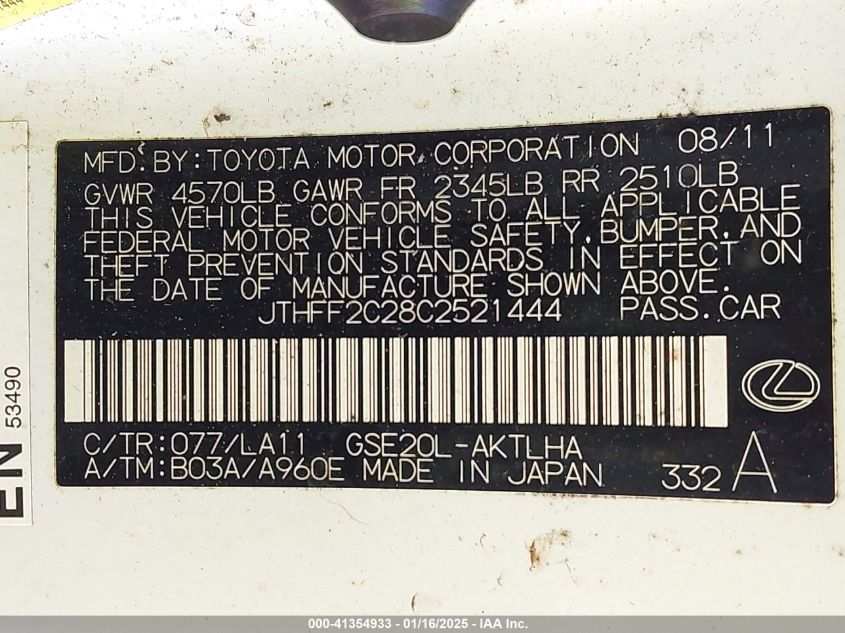 MFD.BY:TOYOTA MOTOR CORPORATION 08/11
GVWR 4570LB GAWR FR 2345LB RR 2510LB
THIS VEHICLE CONFORMS TO ALL APPLICABLE
FEDERAL MOTOR VEHICLE SAFETY,BUMPER,AND
THEFT PREVENTION STANDARDS IN EFFECT ON
THE DATE OF MANUFACTURE SHOWN ABOVE.
JTHFF2C28C2521444 PASS.CAR
C/TR:077/LA11 GSE20L-AKTLHA
A/TM:B03A/A960E MADE IN JAPAN 332 A
EN 53490
000-41354933 - 01/16/2025 - IAA Inc.